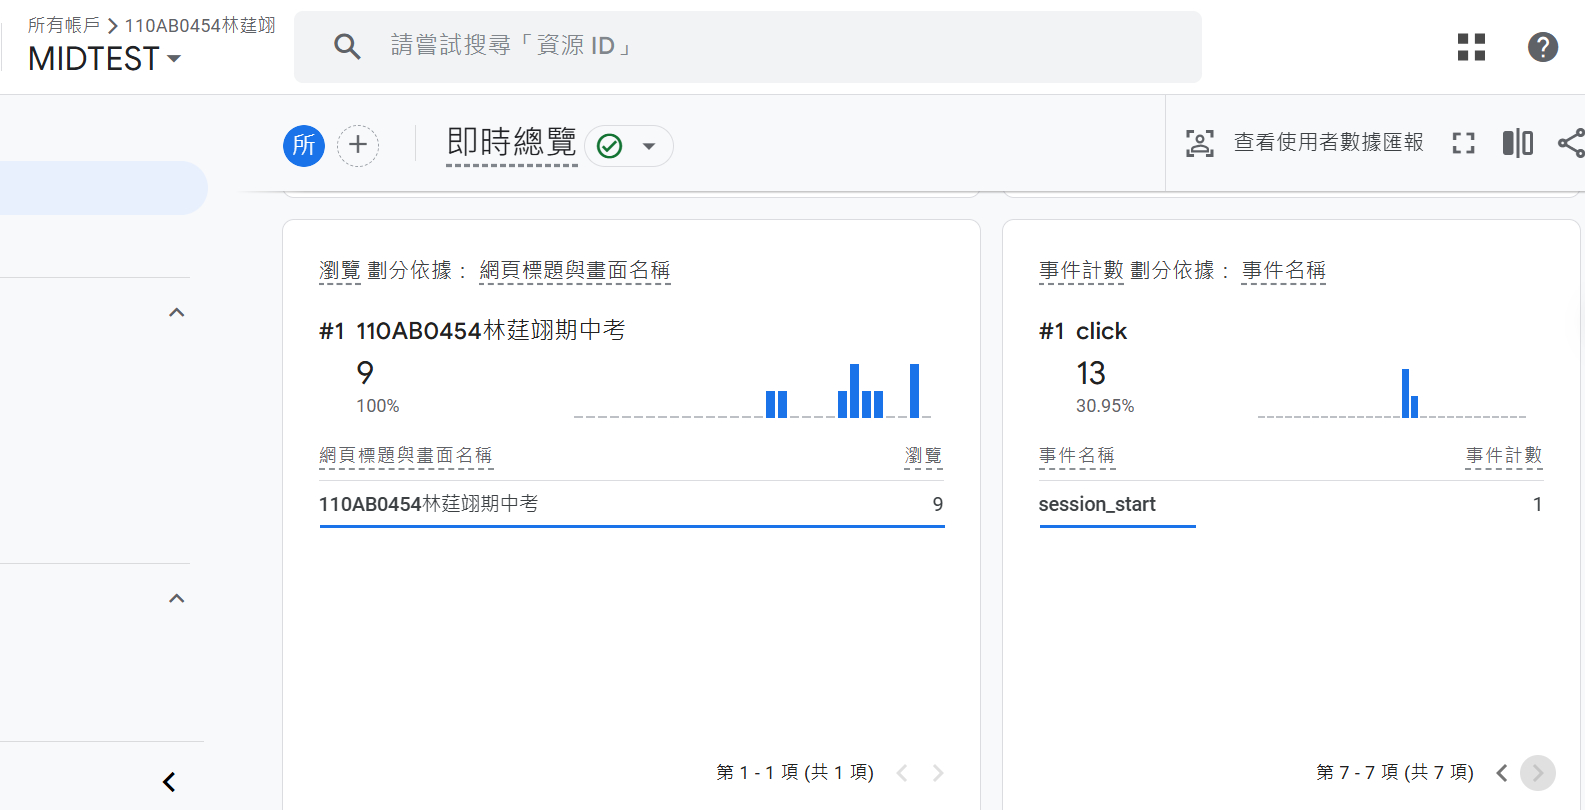 所有帳戶 > 110AB0454林莛翊
MIDTEST
請嘗試搜尋「資源 ID」
所
即時總覽
查看使用者數據匯報
瀏覽 劃分依據： 網頁標題與畫面名稱
#1 110AB0454林莛翊期中考
9
100%
網頁標題與畫面名稱 瀏覽
110AB0454林莛翊期中考 9
第 1 - 1 項 (共 1 項)
事件計數 劃分依據： 事件名稱
#1 click
13
30.95%
事件名稱 事件計數
session_start 1
第 7 - 7 項 (共 7 項)